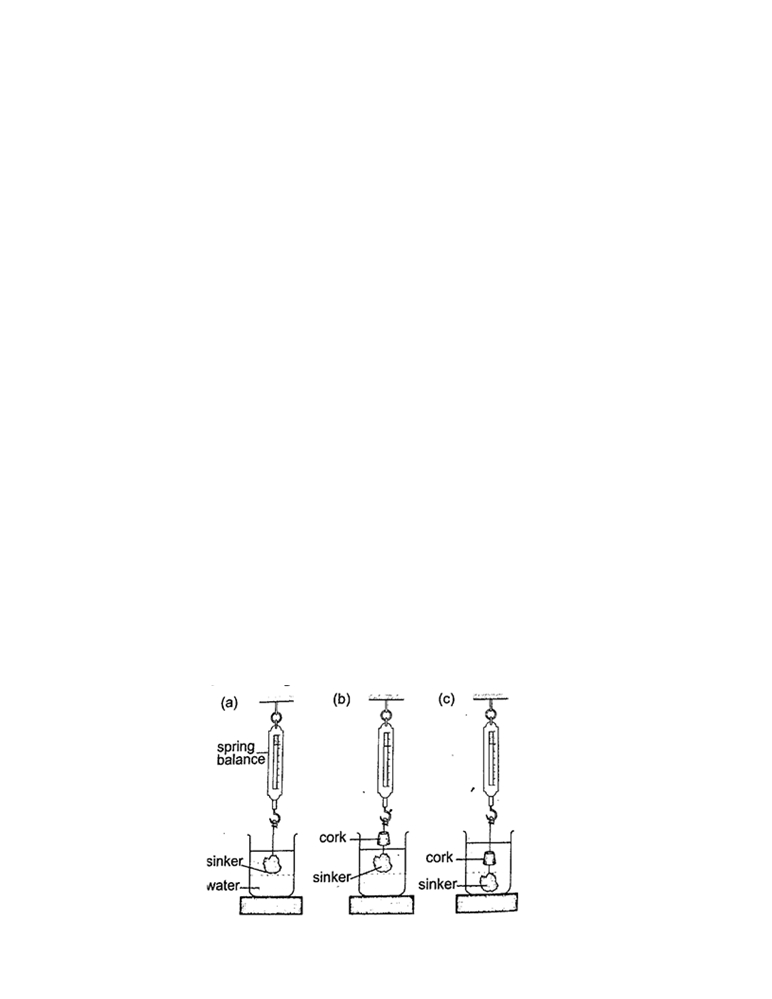 (a)
(b)
(c)
spring
balance
cork
sinker
water
sinker
cork
sinker